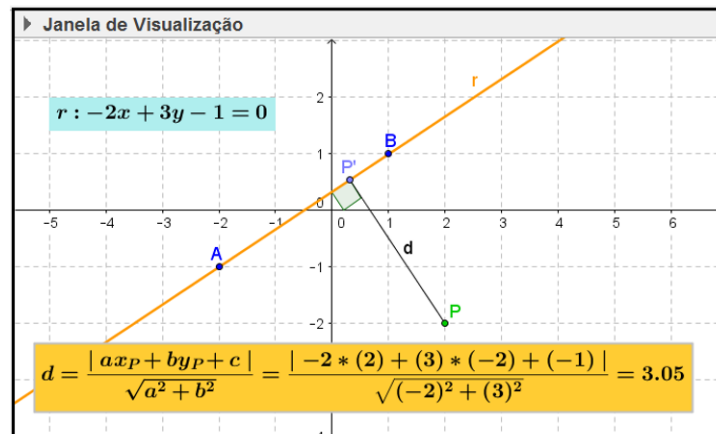 Janela de Visualização
r
r : −2x + 3y − 1 = 0
2
B
1
P'
0
-5 -4 -3 -2 -1 0 1 2 3 4 5 6
d
A
-1
P
-2
d = | ax_P + by_P + c | / √(a² + b²) = | −2 * (2) + (3) * (−2) + (−1) | / √((−2)² + (3)²) = 3.05